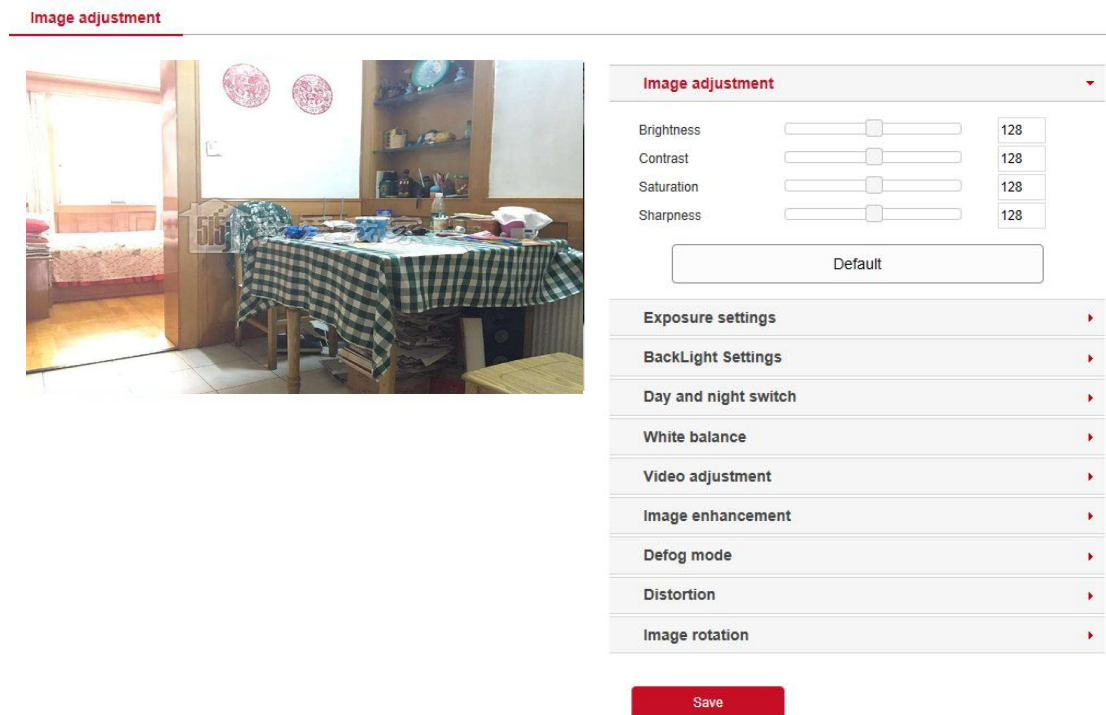 Image adjustment
Image adjustment
Brightness 128
Contrast 128
Saturation 128
Sharpness 128
Default
Exposure settings
BackLight Settings
Day and night switch
White balance
Video adjustment
Image enhancement
Defog mode
Distortion
Image rotation
Save